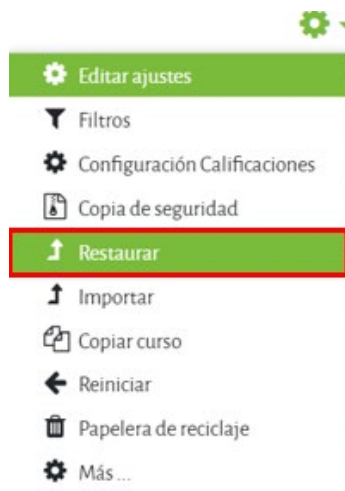 Editar ajustes
Filtros
Configuración Calificaciones
Copia de seguridad
Restaurar
Importar
Copiar curso
Reiniciar
Papelera de reciclaje
Más ...